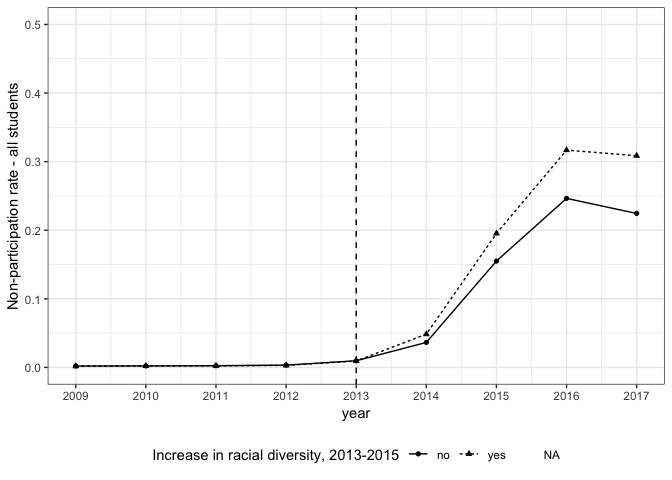 0.5
0.4
0.3
0.2
0.1
0.0
Non-participation rate - all students
2009 2010 2011 2012 2013 2014 2015 2016 2017
year
Increase in racial diversity, 2013-2015 no yes NA